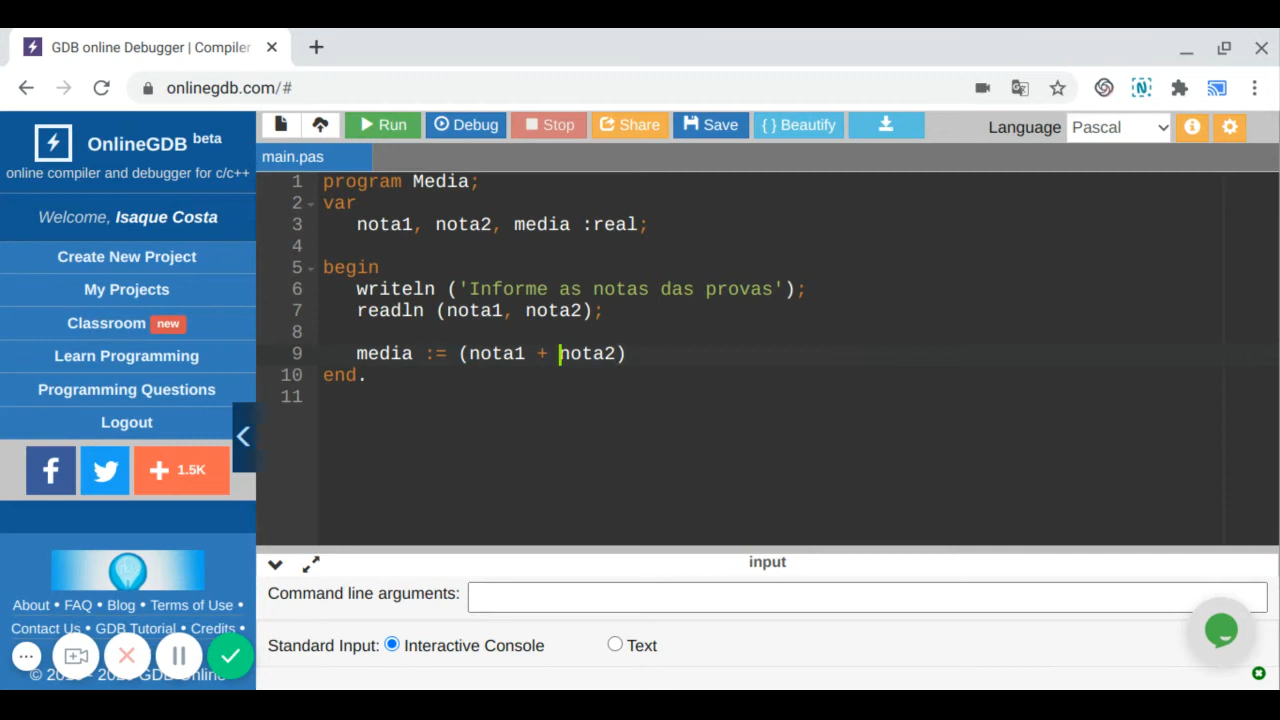 GDB online Debugger | Compiler
onlinegdb.com/#
OnlineGDB beta
online compiler and debugger for c/c++
Welcome, Isaque Costa
Create New Project
My Projects
Classroom new
Learn Programming
Programming Questions
Logout
1.5K
About • FAQ • Blog • Terms of Use •
Contact Us • GDB Tutorial • Credits •
GDB Online
Run
Debug
Stop
Share
Save
{ } Beautify
Language
Pascal
main.pas
1 program Media;
2 var
3 nota1, nota2, media :real;
4
5 begin
6 writeln ('Informe as notas das provas');
7 readln (nota1, nota2);
8
9 media := (nota1 + nota2)
10 end.
11
input
Command line arguments:
Standard Input: Interactive Console Text